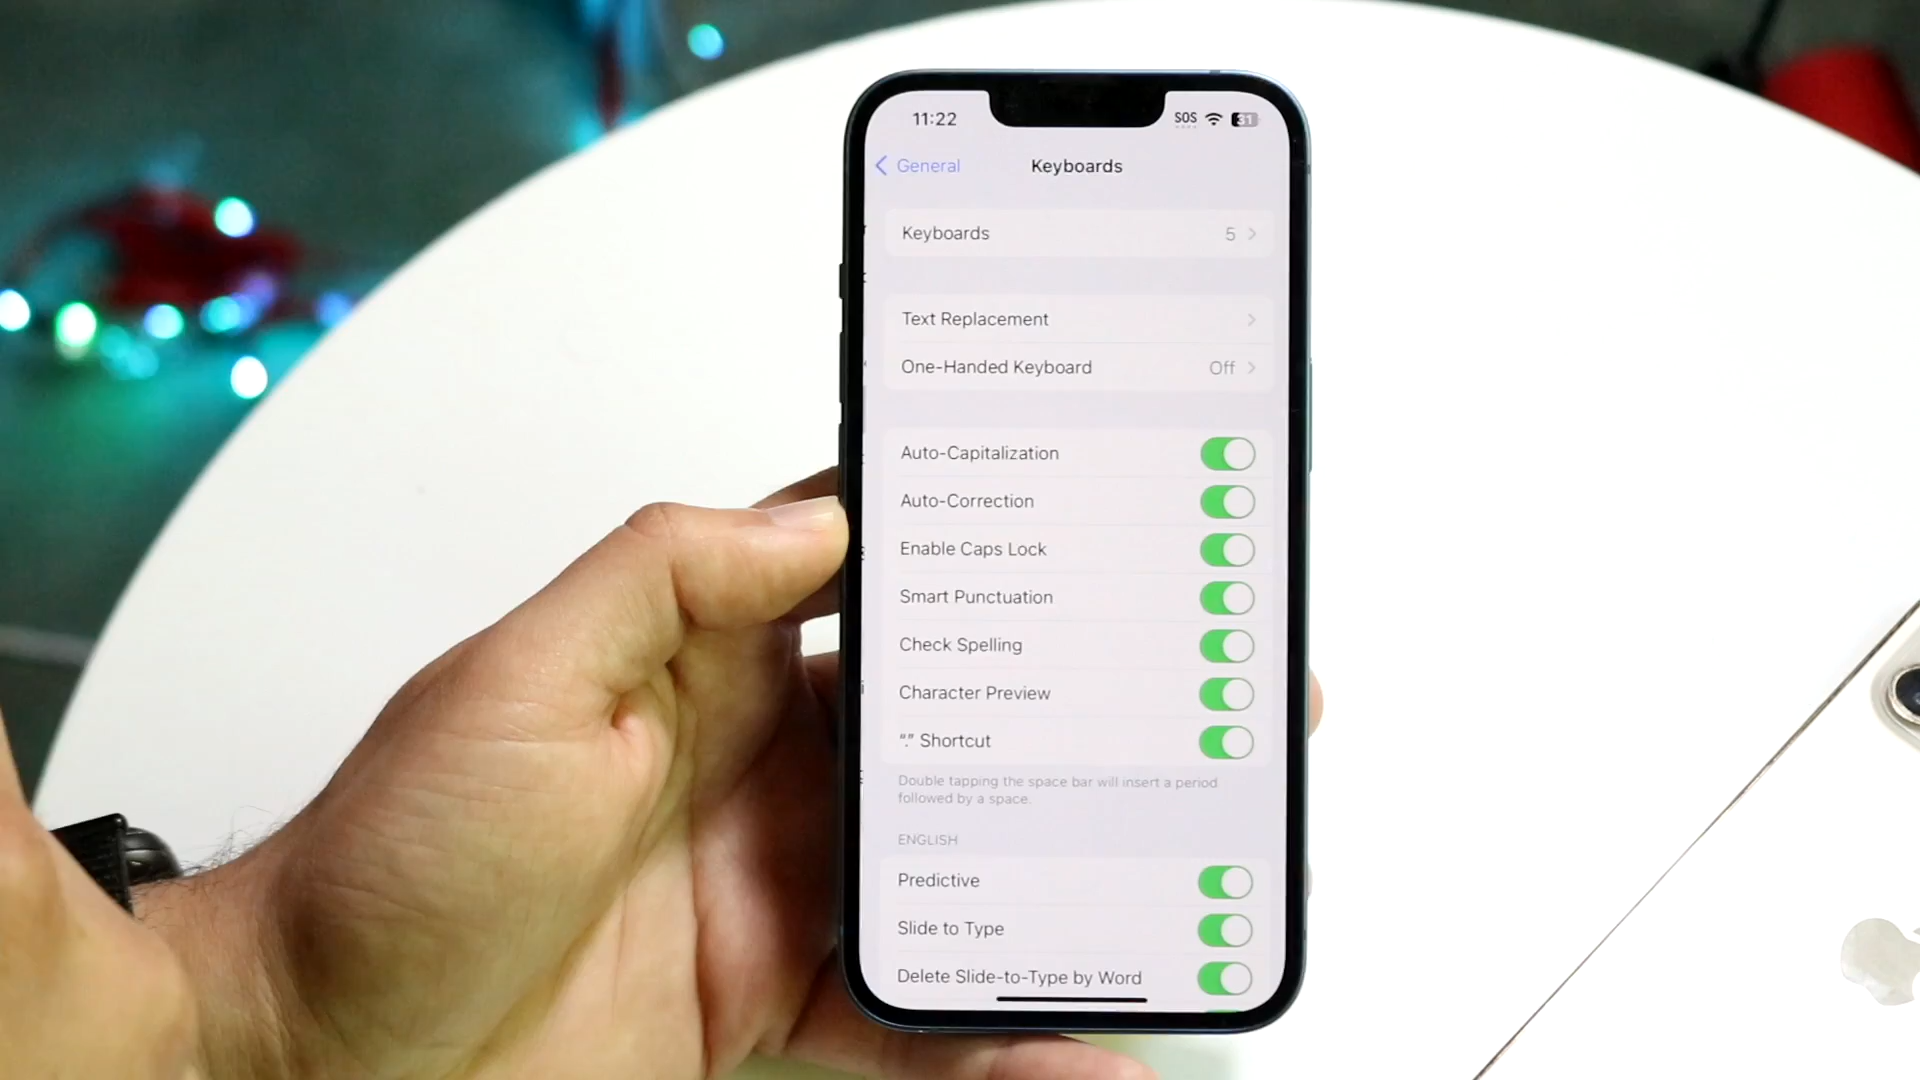 11:22 SOS 31
General Keyboards
Keyboards 5
Text Replacement
One-Handed Keyboard Off
Auto-Capitalization
Auto-Correction
Enable Caps Lock
Smart Punctuation
Check Spelling
Character Preview
“.” Shortcut
Double tapping the space bar will insert a period
followed by a space.
ENGLISH
Predictive
Slide to Type
Delete Slide-to-Type by Word